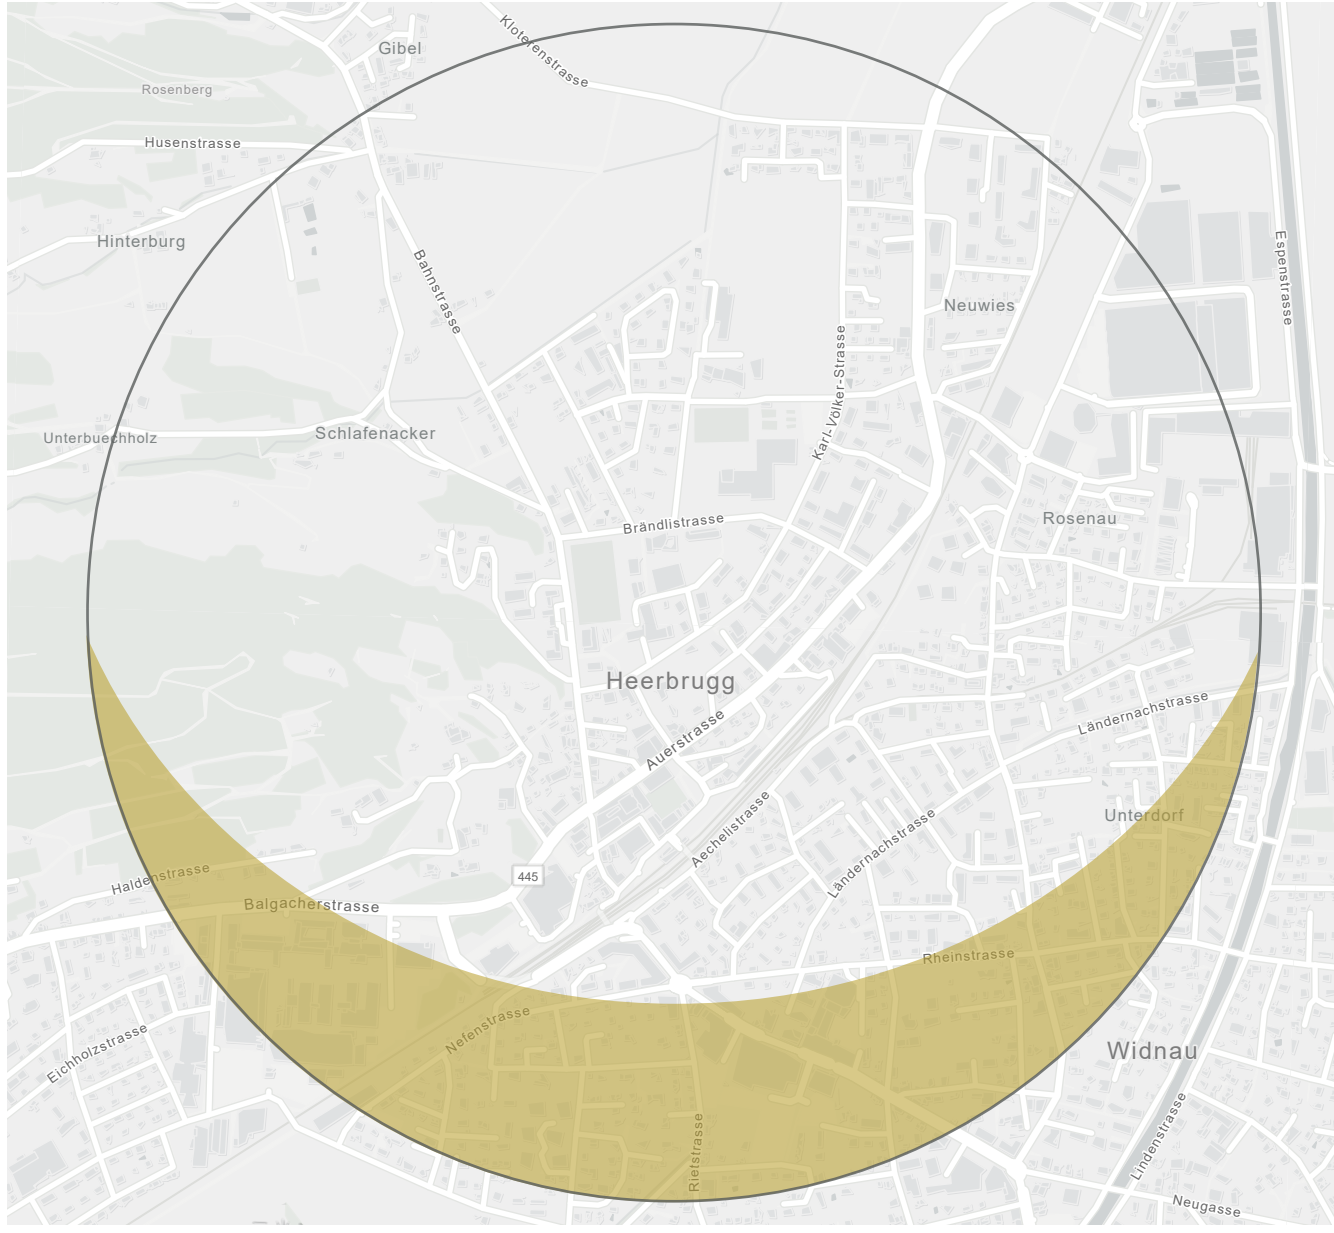 Kloterenstrasse
Gibel
Rosenberg
Husenstrasse
Hinterburg
Bahnstrasse
Espenstrasse
Neuwies
Karl-Völker-Strasse
Unterbuechholz
Schlafenacker
Brändlistrasse
Rosenau
Heerbrugg
Auerstrasse
Ländernachstrasse
Aechelistrasse
Unterdorf
Ländernachstrasse
Haldenstrasse
445
Balgacherstrasse
Rheinstrasse
Nefenstrasse
Eichholzstrasse
Widnau
Rietstrasse
Lindenstrasse
Neugasse